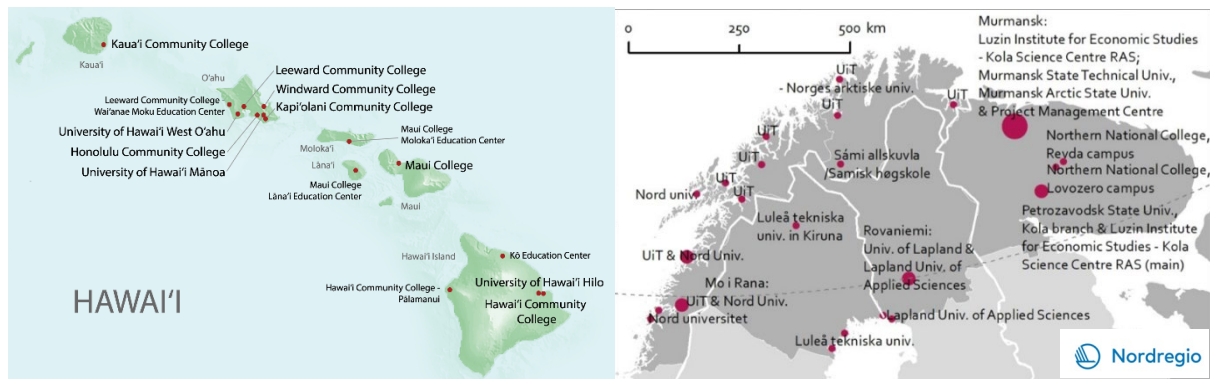 Kaua‘i Community College
Kaua‘i
O‘ahu
Leeward Community College
Windward Community College
Kapi‘olani Community College
Leeward Community College
Wai‘anae Moku Education Center
University of Hawai‘i West O‘ahu
Honolulu Community College
University of Hawai‘i Mānoa
Maui College
Moloka‘i Education Center
Moloka‘i
Lāna‘i
Maui College
Maui College
Lāna‘i Education Center
Maui
Hawai‘i Island
Kō Education Center
Hawai‘i Community College -
Pālamanui
University of Hawai‘i Hilo
Hawai‘i Community
College
HAWAI‘I
0
250
500 km
Murmansk:
Luzin Institute for Economic Studies
- Kola Science Centre RAS;
Murmansk State Technical Univ.,
Murmansk Arctic State Univ.
& Project Management Centre
UiT
- Norges arktiske univ.
UiT
UiT
UiT
UiT
UiT
UiT
Nord univ.
Sámi allskuvla
/Samisk høgskole
Northern National College,
Revda campus
Northern National College,
Lovozero campus
Petrozavodsk State Univ.,
Kola branch & Luzin Institute
for Economic Studies - Kola
Science Centre RAS (main)
Luleå tekniska
univ. in Kiruna
Rovaniemi:
Univ. of Lapland &
Lapland Univ. of
Applied Sciences
UiT & Nord Univ.
Mo i Rana:
UiT & Nord Univ.
Nord universitet
Lapland Univ. of Applied Sciences
Luleå tekniska univ.
Nordregio